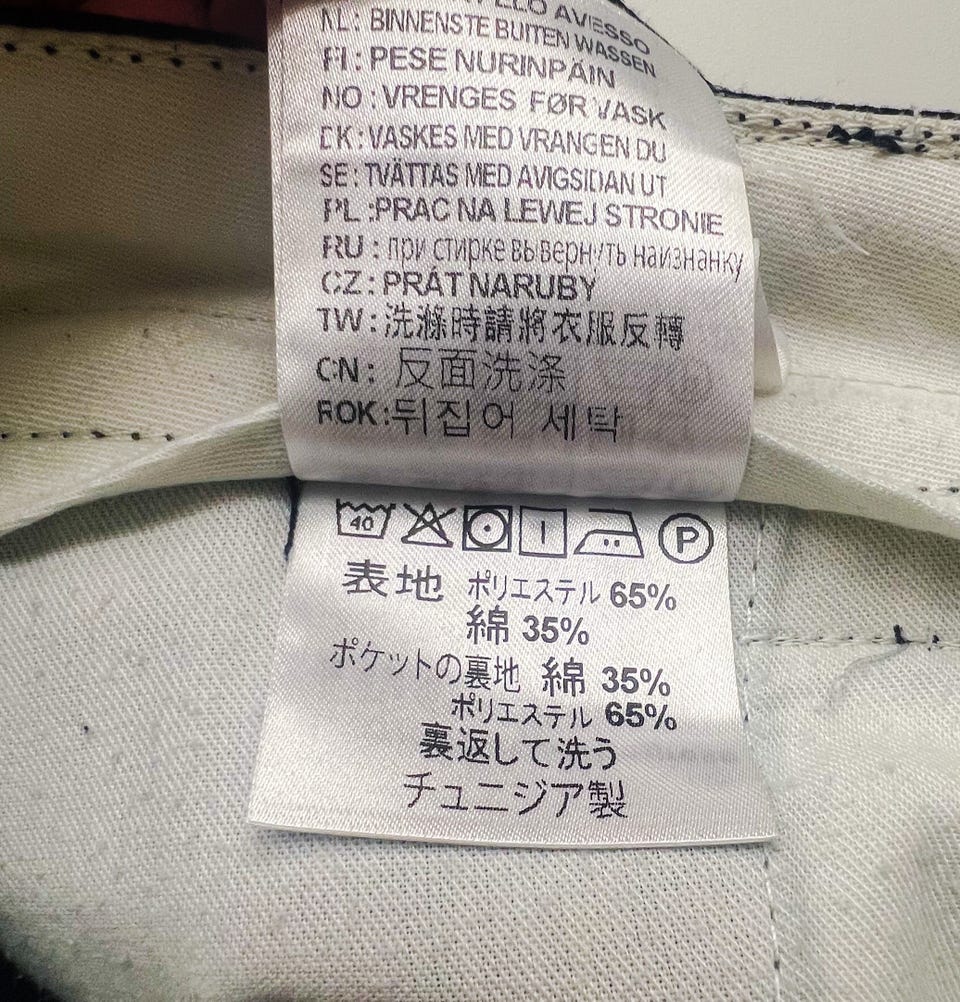 AVESSO
NL: BINNENSTE BUITEN WASSEN
FI: PESE NURINPÄIN
NO: VRENGES FØR VASK
DK: VASKES MED VRANGEN DU
SE: TVÄTTAS MED AVIGSIDAN UT
PL: PRAC NA LEWEJ STRONIE
RU: при стирке вывернуть наизнанку
CZ: PRÁT NARUBY
TW: 洗滌時請將衣服反轉
CN: 反面洗涤
ROK: 뒤집어 세탁
40 P
表地 ポリエステル 65%
綿 35%
ポケットの裏地 綿 35%
ポリエステル 65%
裏返して洗う
チュニジア製